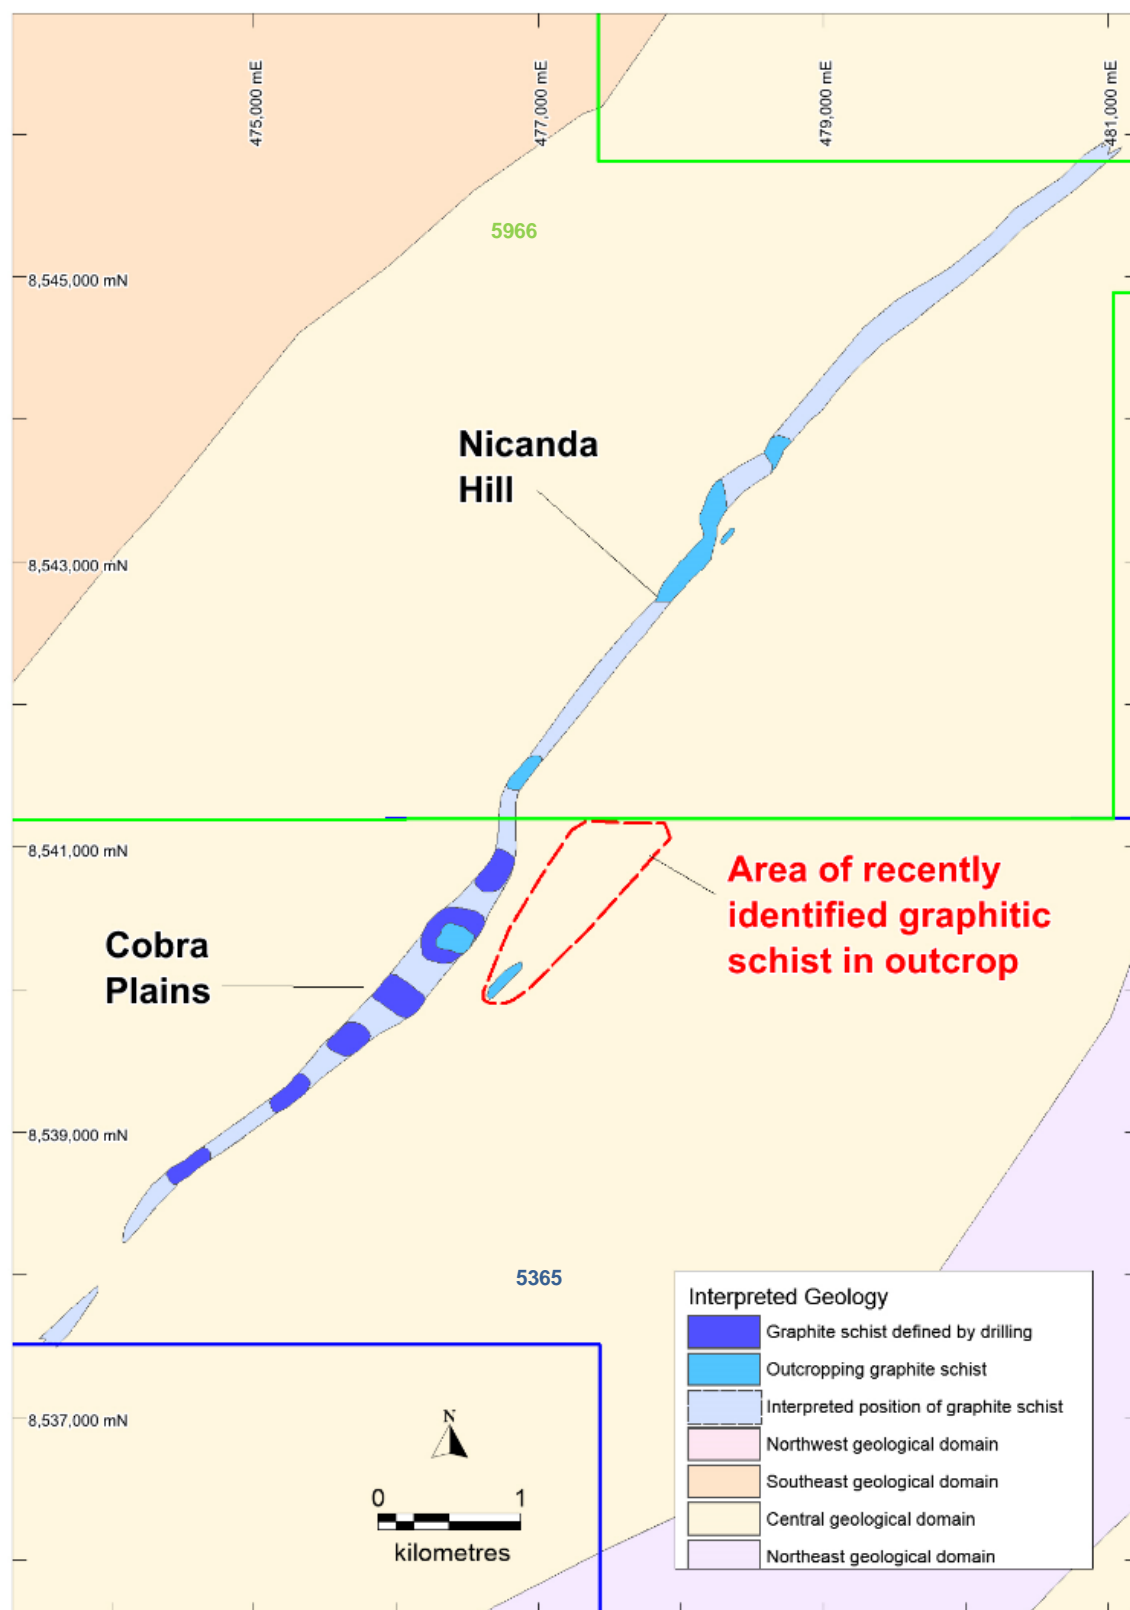 475,000 mE
477,000 mE
479,000 mE
481,000 mE
5966
8,545,000 mN
Nicanda
Hill
8,543,000 mN
8,541,000 mN
Area of recently
identified graphitic
schist in outcrop
Cobra
Plains
8,539,000 mN
5365
Interpreted Geology
Graphite schist defined by drilling
Outcropping graphite schist
Interpreted position of graphite schist
Northwest geological domain
Southeast geological domain
Central geological domain
Northeast geological domain
8,537,000 mN
N
0 1
kilometres